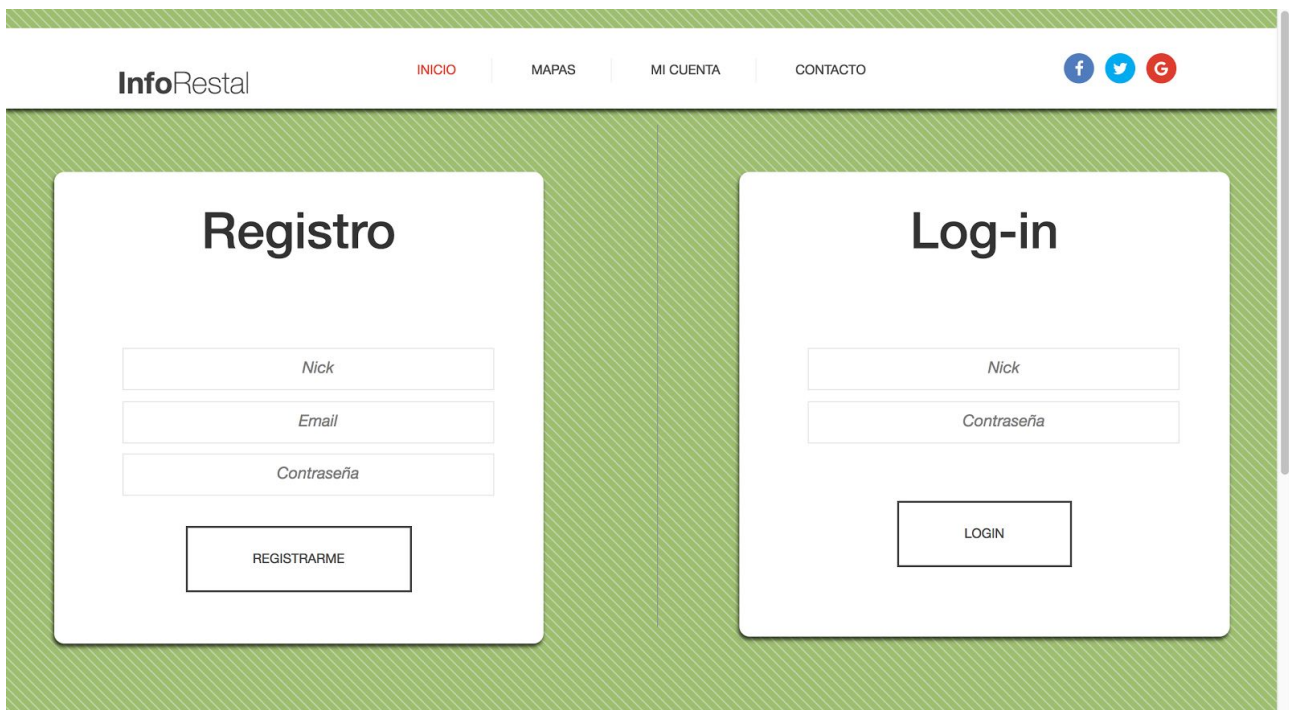 InfoRestal
INICIO
MAPAS
MI CUENTA
CONTACTO
f
G
Registro
Nick
Email
Contraseña
REGISTRARME
Log-in
Nick
Contraseña
LOGIN